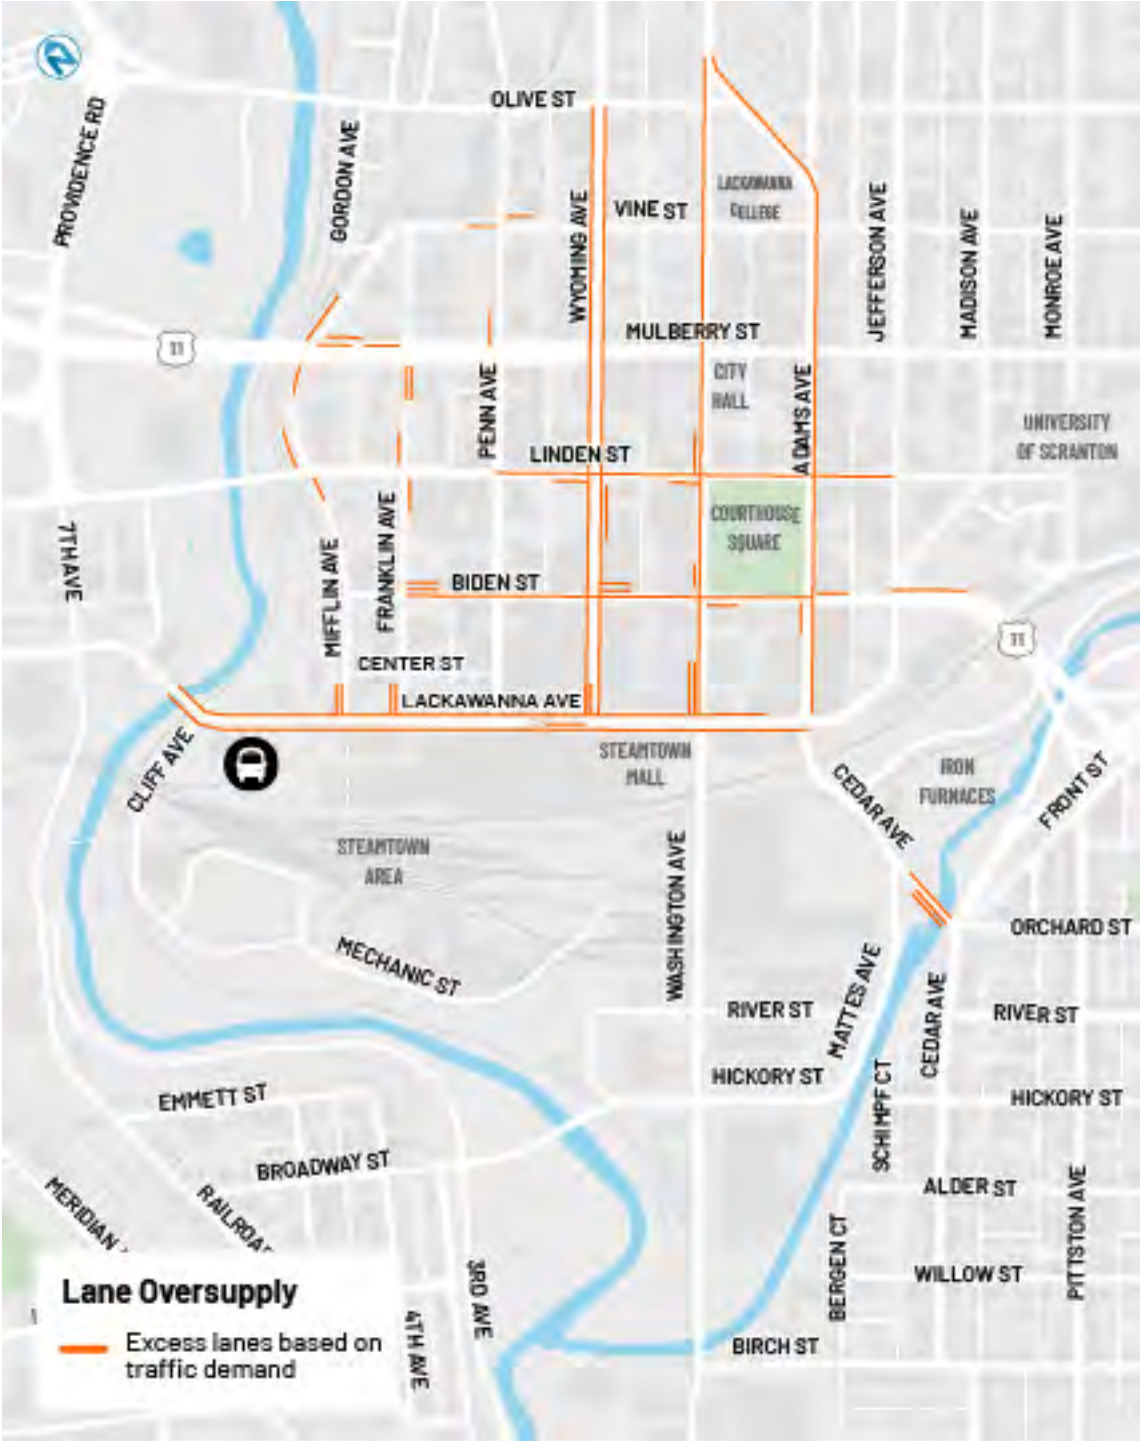 OLIVE ST
PROVIDENCE RD
GORDON AVE
LACKAWANNA
COLLEGE
VINE ST
WYOMING AVE
JEFFERSON AVE
MADISON AVE
MONROE AVE
MULBERRY ST
11
CITY
HALL
PENN AVE
ADAMS AVE
UNIVERSITY
OF SCRANTON
LINDEN ST
COURTHOUSE
SQUARE
7TH AVE
MIFFLIN AVE
FRANKLIN AVE
BIDEN ST
11
CENTER ST
LACKAWANNA AVE
CLIFF AVE
STEAMTOWN
MALL
IRON
FURNACES
CEDAR AVE
FRONT ST
STEAMTOWN
AREA
WASHINGTON AVE
MECHANIC ST
ORCHARD ST
MATTES AVE
RIVER ST
CEDAR AVE
RIVER ST
HICKORY ST
SCHIMPF CT
HICKORY ST
EMMETT ST
BROADWAY ST
MERIDIAN
RAILROA
ALDER ST
PITTSTON AVE
BERGEN CT
WILLOW ST
3RD AVE
4TH AVE
BIRCH ST
Lane Oversupply
Excess lanes based on
traffic demand